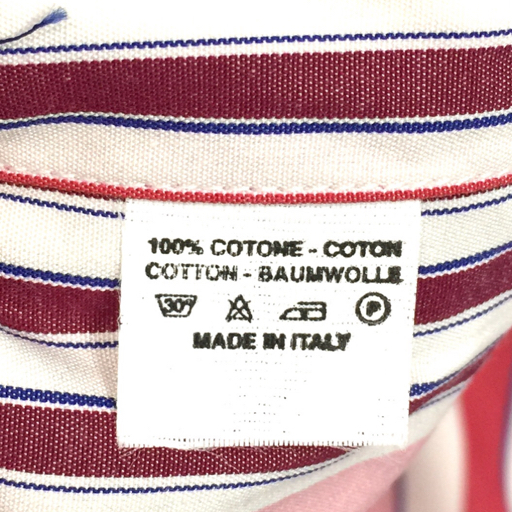 100% COTONE - COTON
COTTON - BAUMWOLLE
30° P
MADE IN ITALY